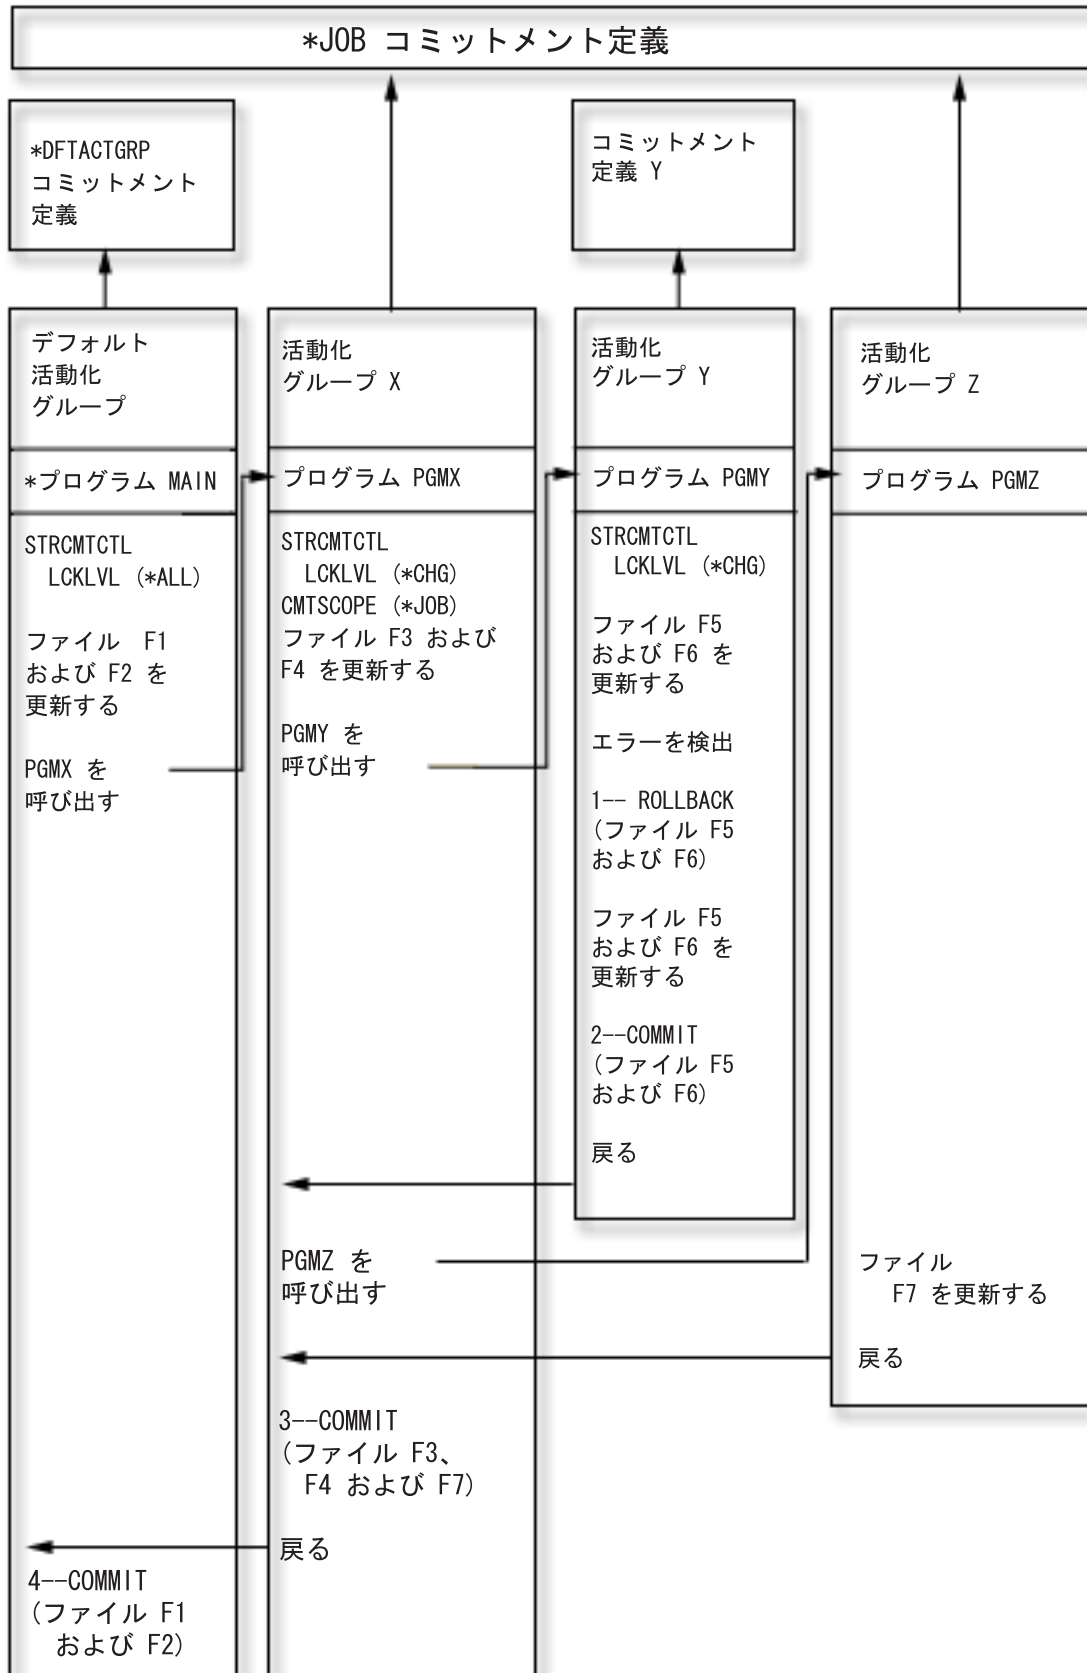 *JOB コミットメント定義
*DFTACTGRP
コミットメント
定義
コミットメント
定義 Y
デフォルト
活動化
グループ
*プログラム MAIN
STRCMTCTL
LCKLVL (*ALL)
ファイル F1
および F2 を
更新する
PGMX を
呼び出す
4--COMMIT
(ファイル F1
および F2)
活動化
グループ X
プログラム PGMX
STRCMTCTL
LCKLVL (*CHG)
CMTSCOPE (*JOB)
ファイル F3 および
F4 を更新する
PGMY を
呼び出す
PGMZ を
呼び出す
3--COMMIT
(ファイル F3、
F4 および F7)
戻る
活動化
グループ Y
プログラム PGMY
STRCMTCTL
LCKLVL (*CHG)
ファイル F5
および F6 を
更新する
エラーを検出
1-- ROLLBACK
(ファイル F5
および F6)
ファイル F5
および F6 を
更新する
2--COMMIT
(ファイル F5
および F6)
戻る
活動化
グループ Z
プログラム PGMZ
ファイル
F7 を更新する
戻る